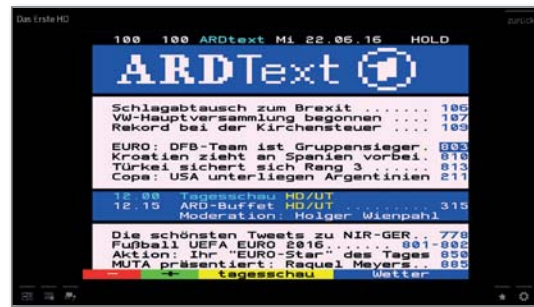 Das Erste HD
zurück
100 100 ARDtext Mi 22.06.16 HOLD
ARDText 1
Schlagabtausch zum Brexit ....... 106
VW-Hauptversammlung begonnen .... 107
Rekord bei der Kirchensteuer .... 109
EURO: DFB-Team ist Gruppensieger. 803
Kroatien zieht an Spanien vorbei. 810
Türkei sichert sich Rang 3 ...... 813
Copa: USA unterliegen Argentinien 211
12.00 Tagesschau HD/UT
12.15 ARD-Buffet HD/UT .......... 315
Moderation: Holger Wienpahl
Die schönsten Tweets zu NIR-GER.. 778
Fußball UEFA EURO 2016...... 801-802
Aktion: Ihr "EURO-Star" des Tages 850
MUTA präsentiert: Raquel Meyers.. 885
- + tagesschau Wetter